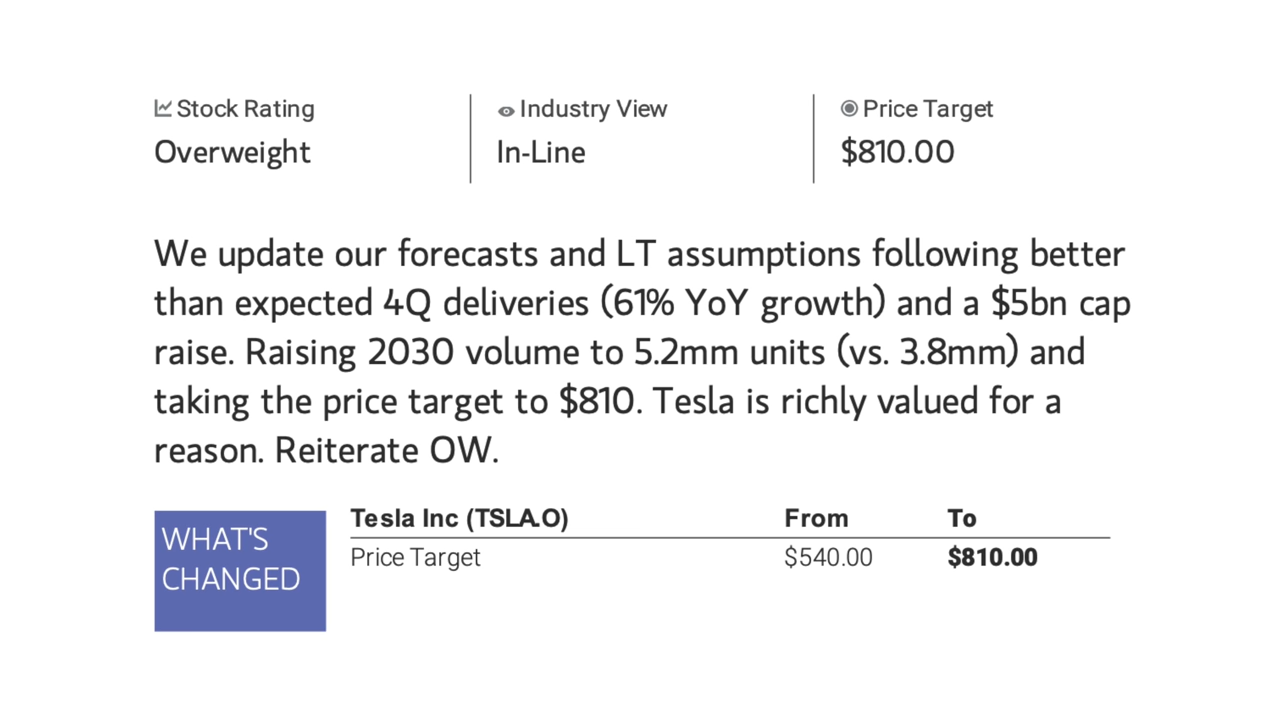 Stock Rating
Overweight
Industry View
In-Line
Price Target
$810.00
We update our forecasts and LT assumptions following better
than expected 4Q deliveries (61% YoY growth) and a $5bn cap
raise. Raising 2030 volume to 5.2mm units (vs. 3.8mm) and
taking the price target to $810. Tesla is richly valued for a
reason. Reiterate OW.
WHAT'S
CHANGED
Tesla Inc (TSLA.O) From To
Price Target $540.00 $810.00